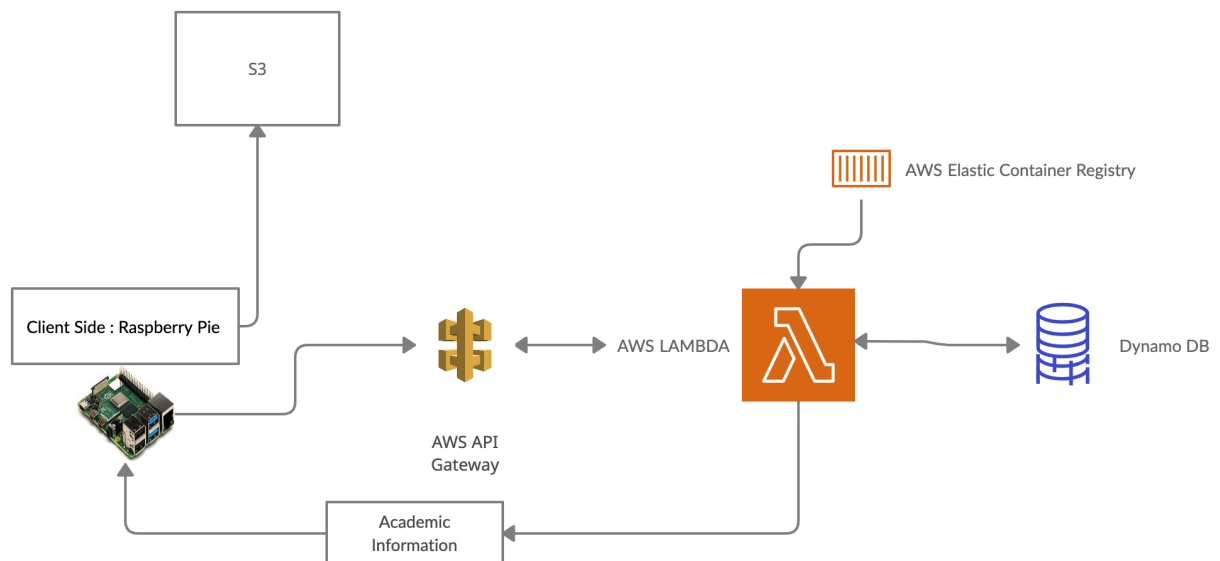 S3
AWS Elastic Container Registry
Client Side : Raspberry Pie
AWS LAMBDA
Dynamo DB
AWS API
Gateway
Academic
Information